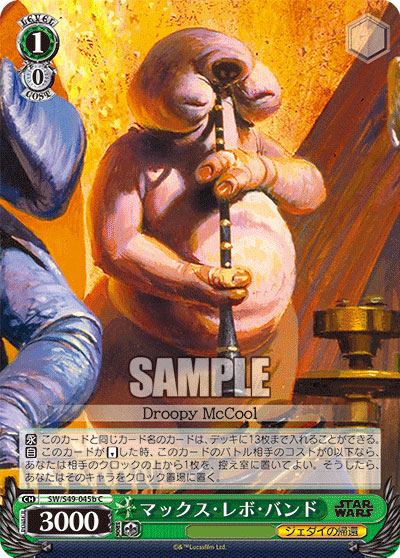 LEVEL
1
0
COST
SAMPLE
Droopy McCool
永 このカードと同じカード名のカードは、デッキに13枚まで入れることができる。
自 このカードが【】した時、このカードのバトル相手のコストが0以下なら、
あなたは相手のクロックの上から1枚を、控え室に置いてよい。そうしたら、
あなたはそのキャラをクロック置場に置く。
CH SW/S49-045b C
POWER
3000
マックス・レボ・バンド
STAR
WARS
ジェダイの帰還
©&™Lucasfilm Ltd.